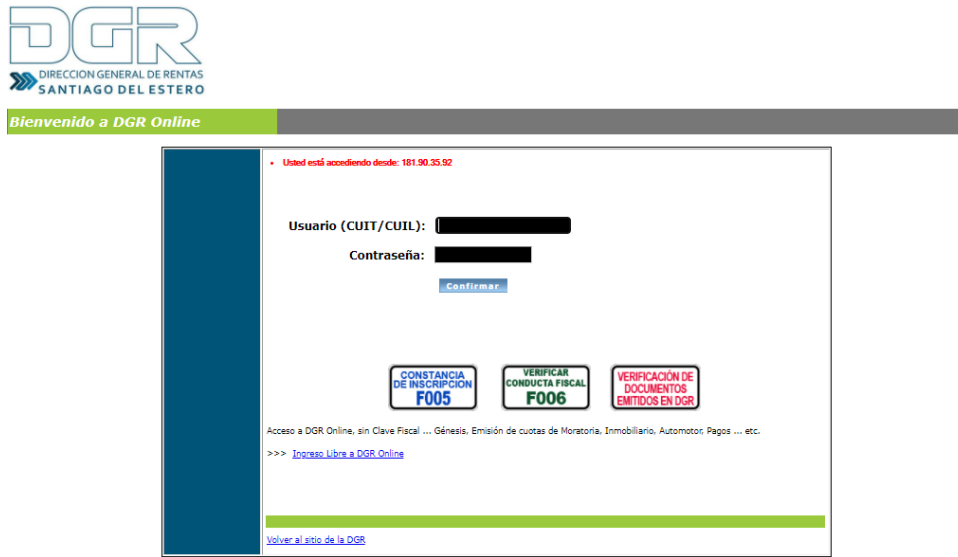 DGR
DIRECCION GENERAL DE RENTAS
SANTIAGO DEL ESTERO
Bienvenido a DGR Online
Usted está accediendo desde: 181.90.35.92
Usuario (CUIT/CUIL):
Contraseña:
Confirmar
CONSTANCIA
DE INSCRIPCION
F005
VERIFICAR
CONDUCTA FISCAL
F006
VERIFICACIÓN DE
DOCUMENTOS
EMITIDOS EN DGR
Acceso a DGR Online, sin Clave Fiscal ... Génesis, Emisión de cuotas de Moratoria, Inmobiliario, Automotor, Pagos ... etc.
>>> Ingreso Libre a DGR Online
Volver al sitio de la DGR